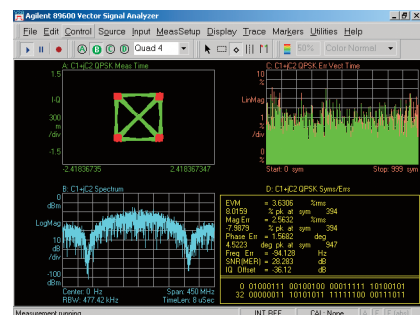 Agilent 89600 Vector Signal Analyzer
File Edit Control Source Input MeasSetup Display Trace Markers Utilities Help
A B C D Quad 4 50% Color Normal
A: C1+jC2 QPSK Meas Time
1.5
I-Q
300
m
/div
-1.5
-2.41836735 2.418367347
C: C1+jC2 QPSK Err Vect Time
10
%
LinMag
1
%
/div
0
%
Start: 0 sym Stop: 999 sym
B: C1+jC2 Spectrum
0
dBm
LogMag
10
dB
/div
-100
dBm
Center: 0 Hz Span: 450 MHz
RBW: 477.42 kHz TimeLen: 8 uSec
D: C1+jC2 QPSK Syms/Errs
EVM = 3.6306 %rms
8.0159 % pk at sym 394
Mag Err = 2.5632 %rms
-7.9879 % pk at sym 394
Phase Err = 1.5682 deg
4.5223 deg pk at sym 947
Freq Err = -94.128 Hz
SNR(MER) = 28.283 dB
IQ Offset = -36.12 dB
0 01000111 00100100 00011111 10100101
32 00000011 10101011 11111100 00111011
Measurement running INT REF CAL: None